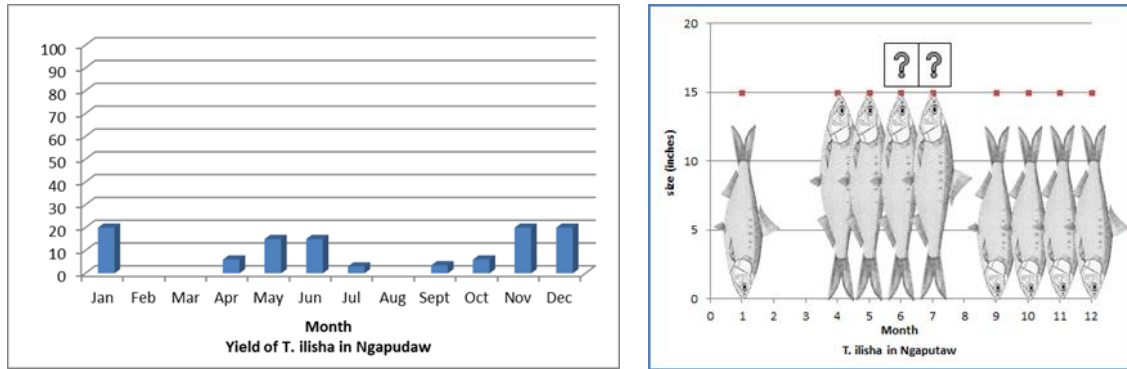 100
90
80
70
60
50
40
30
20
10
0
Jan Feb Mar Apr May Jun Jul Aug Sept Oct Nov Dec
Month
Yield of T. ilisha in Ngapudaw
size (inches)
20
15
10
5
0
? ?
0 1 2 3 4 5 6 7 8 9 10 11 12
Month
T. ilisha in Ngaputaw